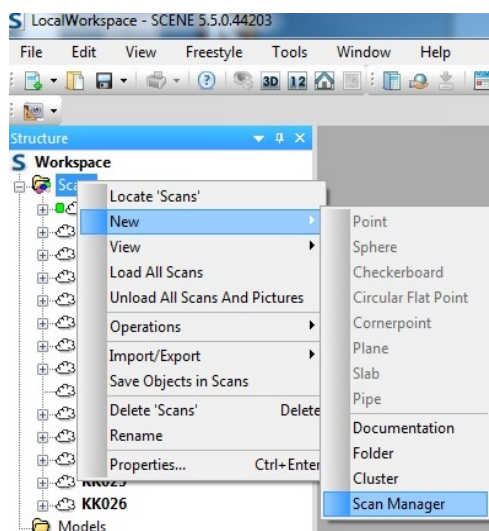 LocalWorkspace - SCENE 5.5.0.44203
File Edit View Freestyle Tools Window Help
3D 12
Structure
S Workspace
Locate 'Scans'
New
View
Load All Scans
Unload All Scans And Pictures
Operations
Import/Export
Save Objects in Scans
Delete 'Scans' Delete
Rename
Properties... Ctrl+Enter
Point
Sphere
Checkerboard
Circular Flat Point
Cornerpoint
Plane
Slab
Pipe
Documentation
Folder
Cluster
Scan Manager
KK026
Models